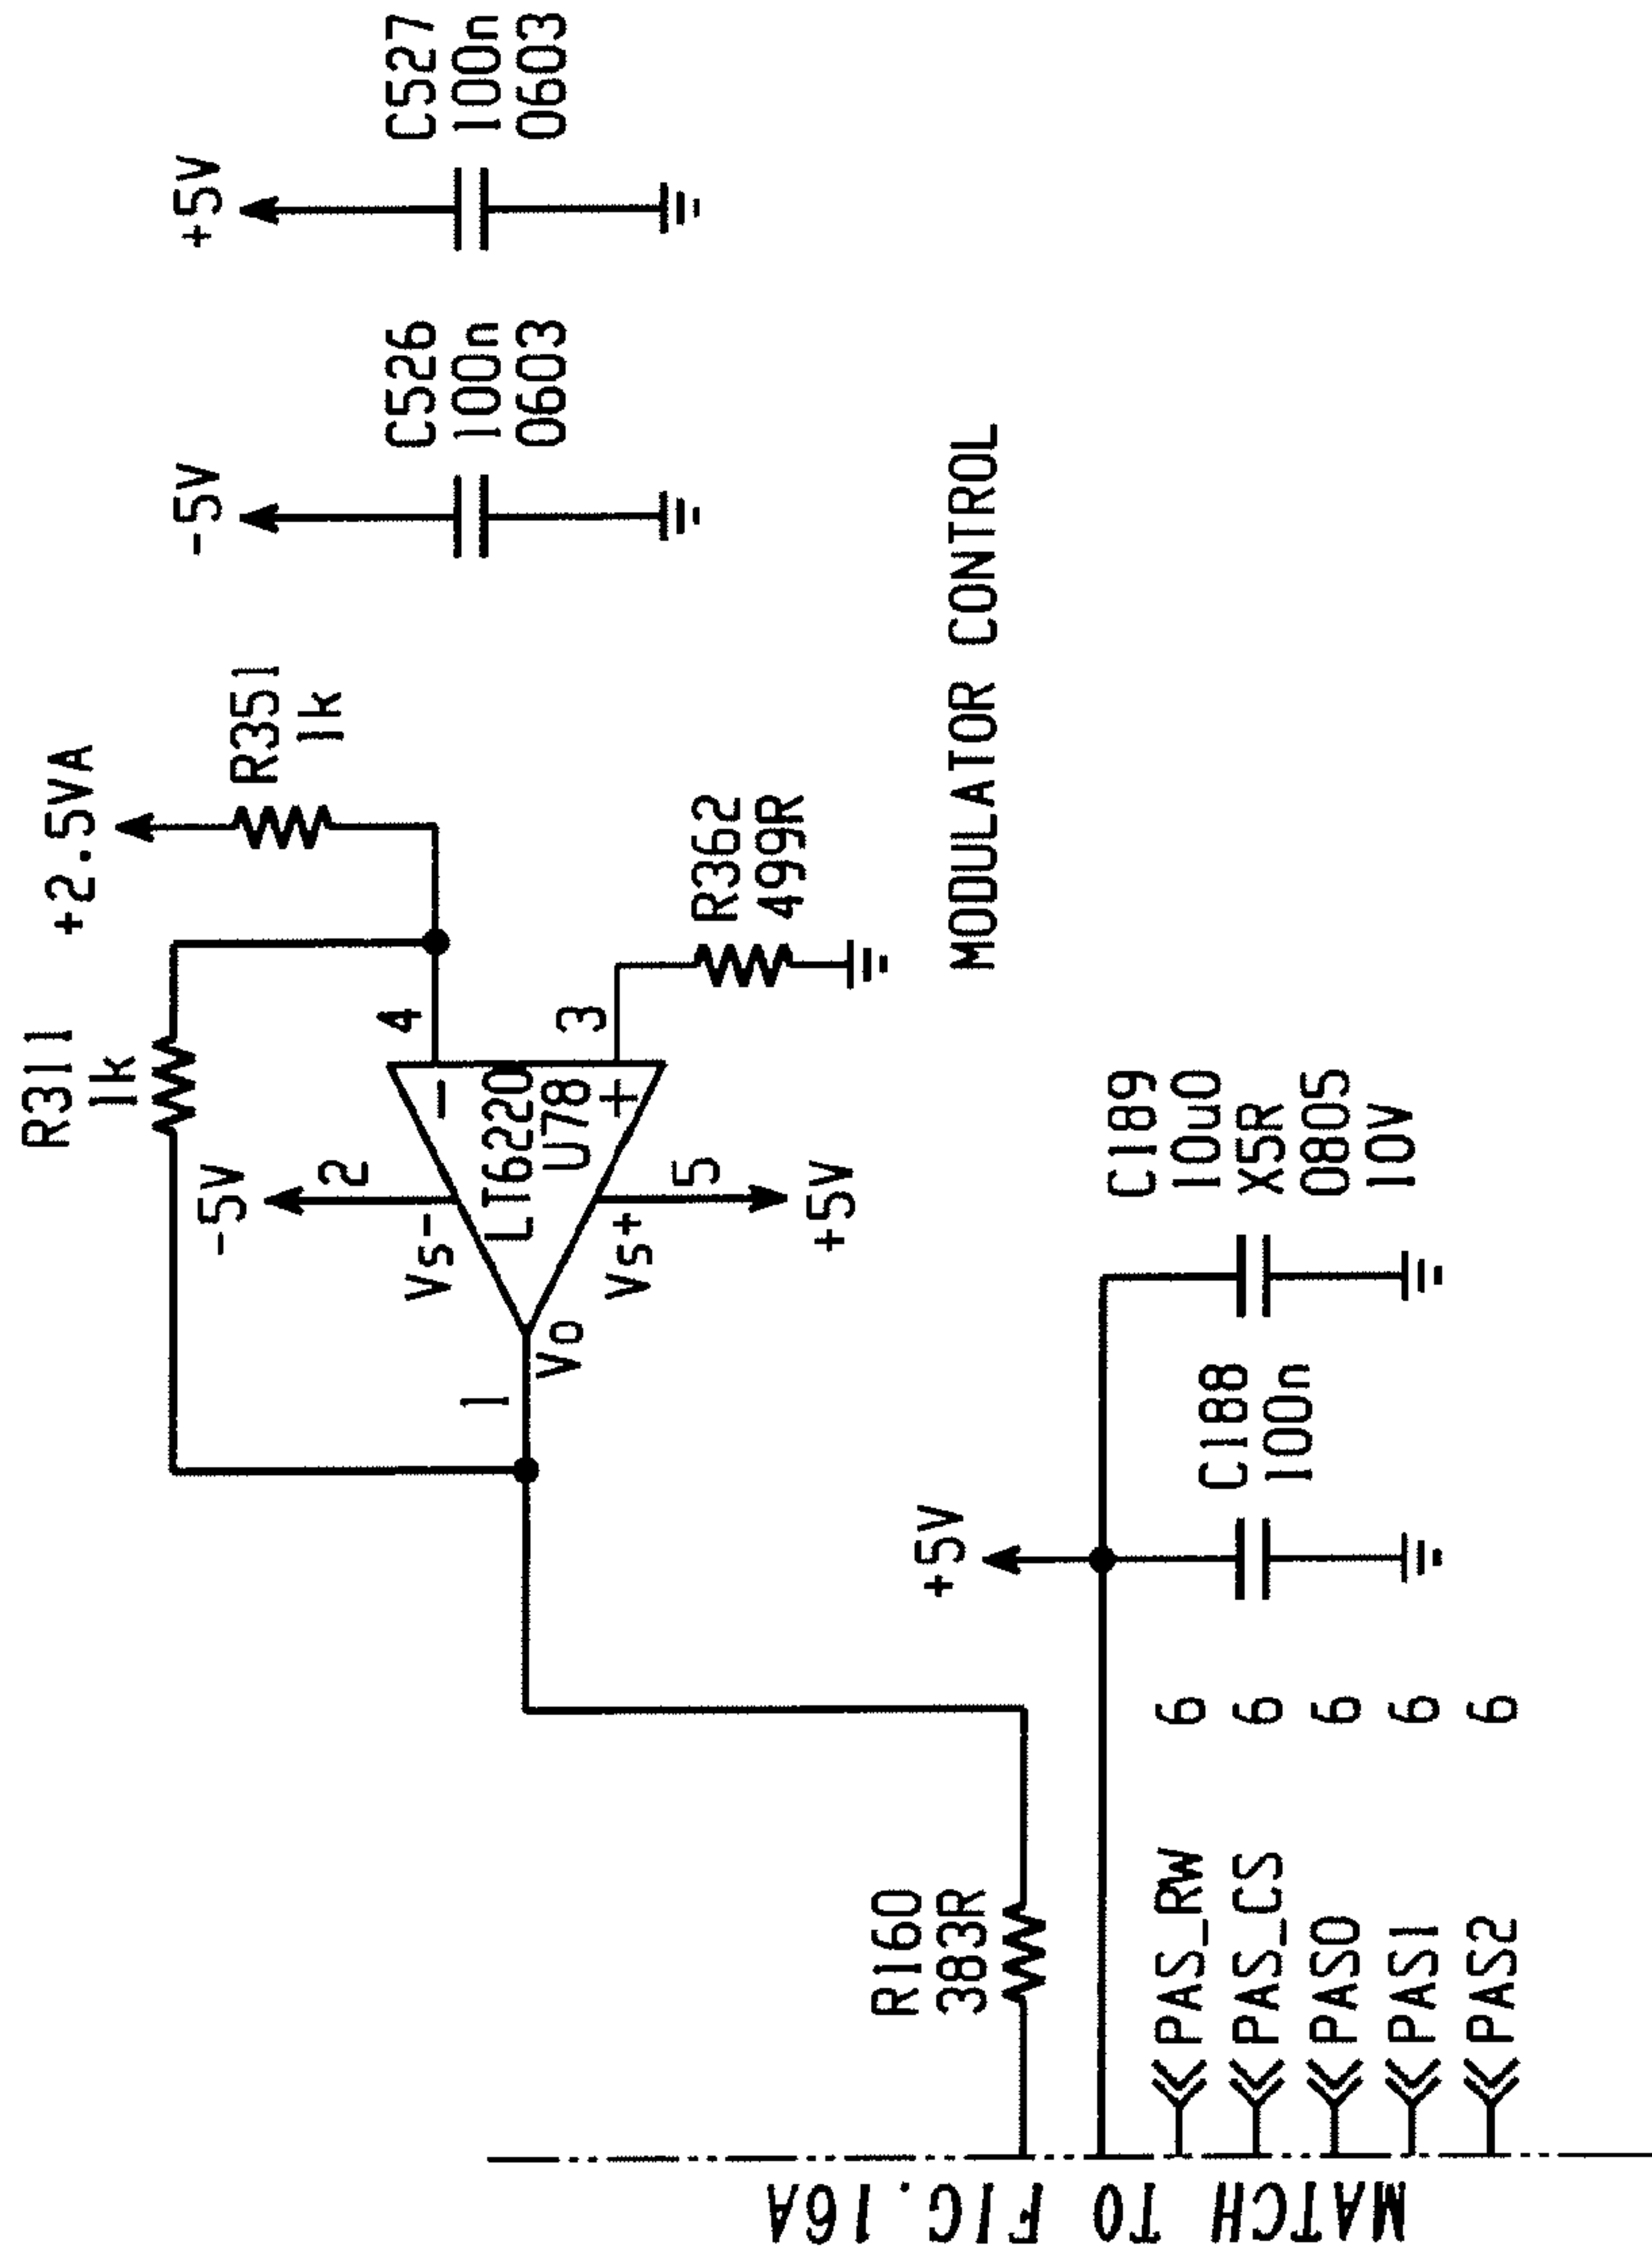 R311
1k
+2.5VA
R351
1k
-5V
2
4
Vs-
-
LT6220
U78
+
3
1
Vo
Vs+
5
+5V
R362
499R
-5V
C526
100n
0603
+5V
C527
100n
0603
MODULATOR CONTROL
R160
383R
+5V
C188
100n
C189
10u0
X5R
0805
10V
PAS_RW 6
PAS_CS 6
PAS0 6
PAS1 6
PAS2 6
MATCH TO FIG.16A